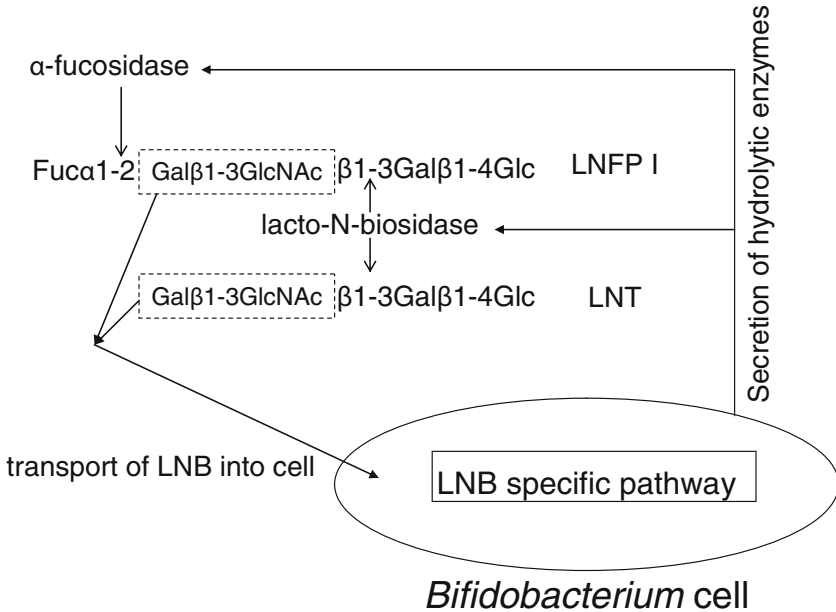 α-fucosidase
Fucα1-2 Galβ1-3GlcNAc β1-3Galβ1-4Glc LNFP I
lacto-N-biosidase
Galβ1-3GlcNAc β1-3Galβ1-4Glc LNT
Secretion of hydrolytic enzymes
transport of LNB into cell
LNB specific pathway
Bifidobacterium cell